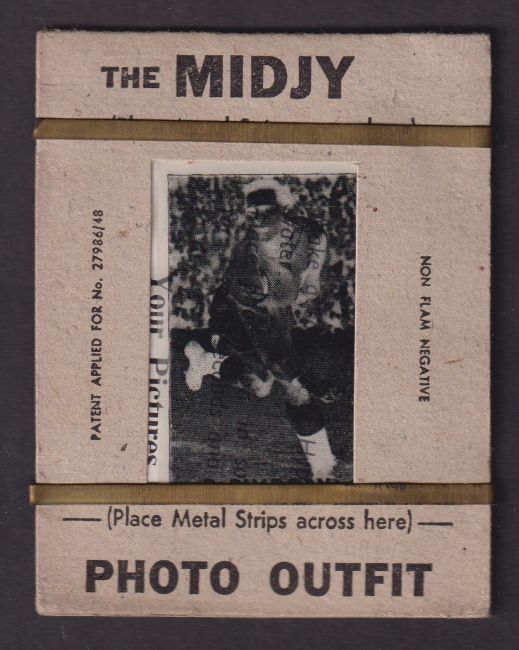 THE MIDJY
PATENT APPLIED FOR No. 27986/48
Your Pictures
NON FLAM NEGATIVE
(Place Metal Strips across here)
PHOTO OUTFIT